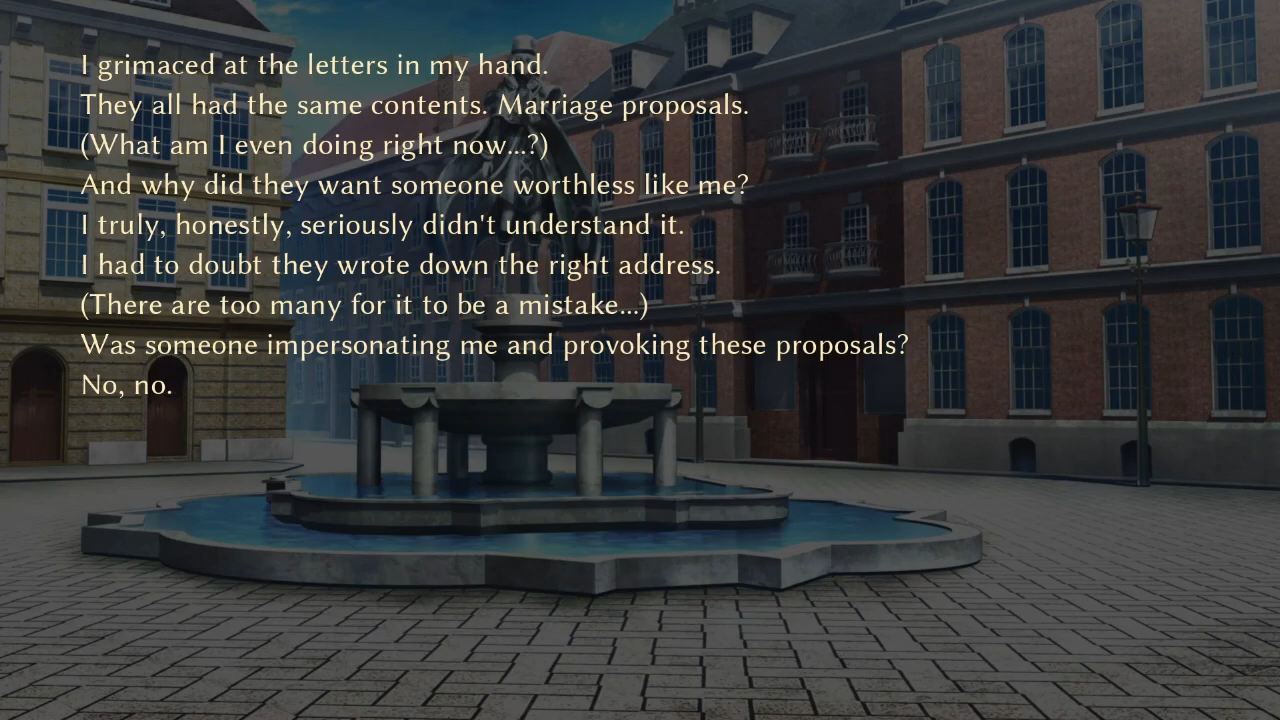 I grimaced at the letters in my hand.
They all had the same contents. Marriage proposals.
(What am I even doing right now...?)
And why did they want someone worthless like me?
I truly, honestly, seriously didn't understand it.
I had to doubt they wrote down the right address.
(There are too many for it to be a mistake...)
Was someone impersonating me and provoking these proposals?
No, no.